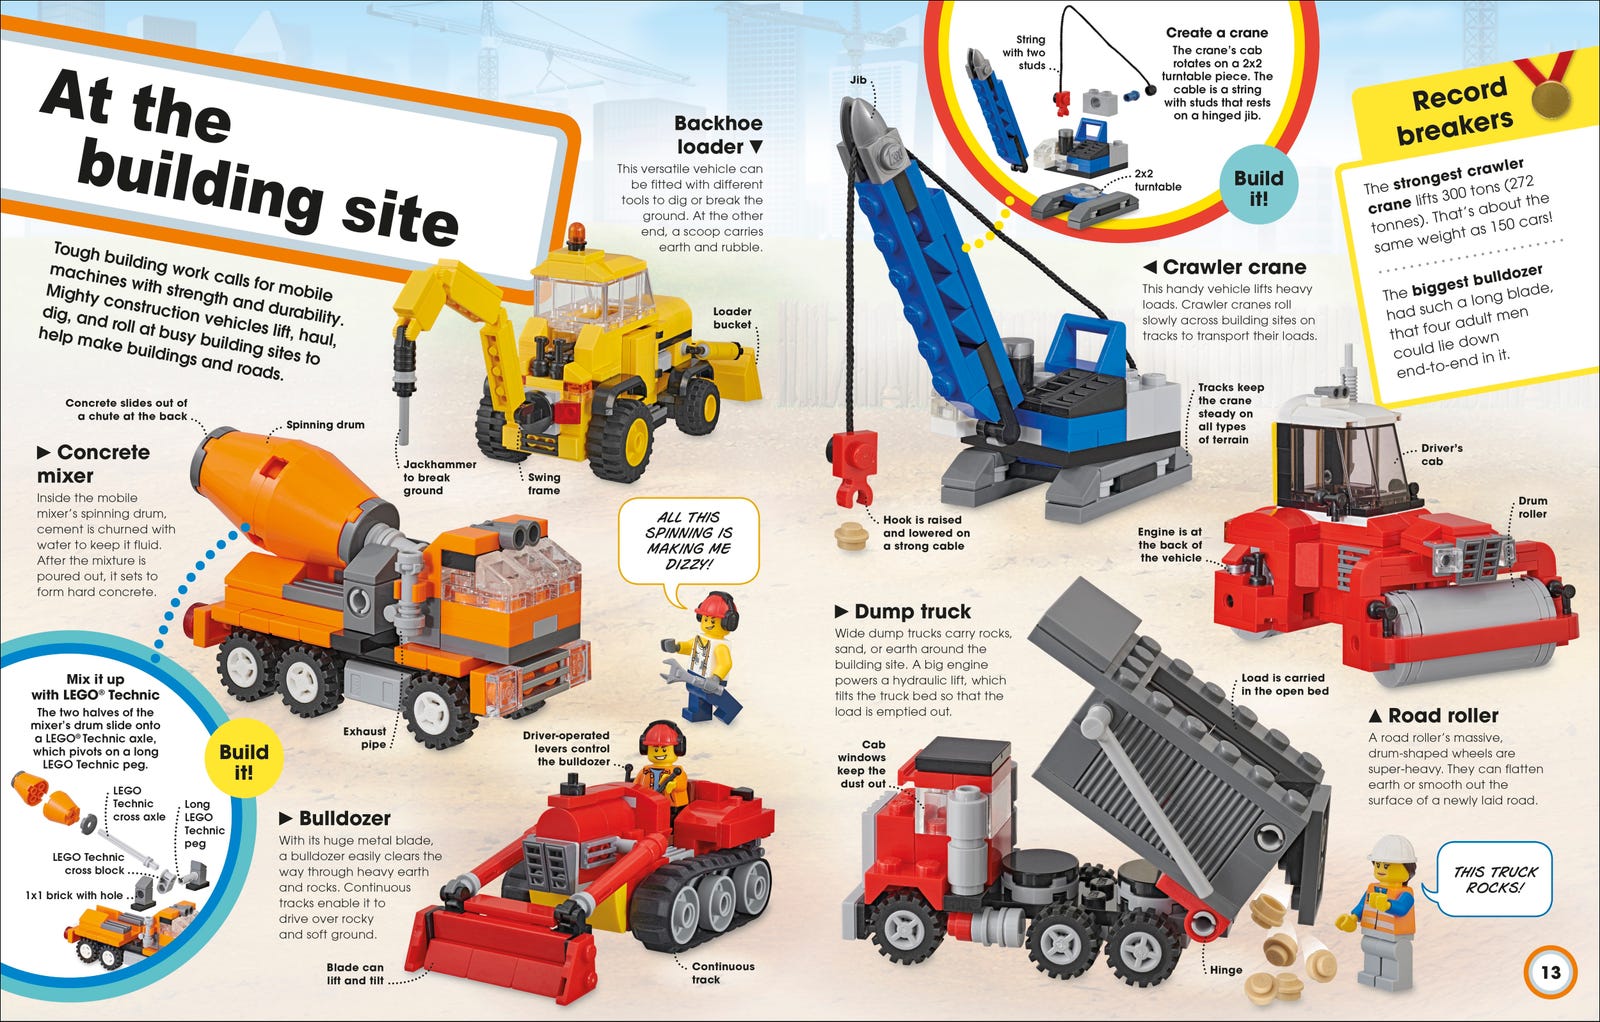 At the
building site
Tough building work calls for mobile
machines with strength and durability.
Mighty construction vehicles lift, haul,
dig, and roll at busy building sites to
help make buildings and roads.
Backhoe
loader ▼
This versatile vehicle can
be fitted with different
tools to dig or break the
ground. At the other
end, a scoop carries
earth and rubble.
Loader
bucket
Jackhammer
to break
ground
Swing
frame
Concrete slides out of
a chute at the back
Spinning drum
► Concrete
mixer
Inside the mobile
mixer's spinning drum,
cement is churned with
water to keep it fluid.
After the mixture is
poured out, it sets to
form hard concrete.
Exhaust
pipe
ALL THIS
SPINNING IS
MAKING ME
DIZZY!
Mix it up
with LEGO® Technic
The two halves of the
mixer's drum slide onto
a LEGO® Technic axle,
which pivots on a long
LEGO Technic peg.
Build
it!
LEGO
Technic
cross axle
Long
LEGO
Technic
peg
LEGO Technic
cross block
1x1 brick with hole
► Bulldozer
With its huge metal blade,
a bulldozer easily clears the
way through heavy earth
and rocks. Continuous
tracks enable it to
drive over rocky
and soft ground.
Driver-operated
levers control
the bulldozer
Blade can
lift and tilt
Continuous
track
Jib
String
with two
studs
Create a crane
The crane's cab
rotates on a 2x2
turntable piece. The
cable is a string
with studs that rests
on a hinged jib.
2x2
turntable
Build
it!
◄ Crawler crane
This handy vehicle lifts heavy
loads. Crawler cranes roll
slowly across building sites on
tracks to transport their loads.
Tracks keep
the crane
steady on
all types
of terrain
Hook is raised
and lowered on
a strong cable
Record
breakers
The strongest crawler
crane lifts 300 tons (272
tonnes). That's about the
same weight as 150 cars!
The biggest bulldozer
had such a long blade,
that four adult men
could lie down
end-to-end in it.
Driver's
cab
Drum
roller
Engine is at
the back of
the vehicle
▲ Road roller
A road roller's massive,
drum-shaped wheels are
super-heavy. They can flatten
earth or smooth out the
surface of a newly laid road.
► Dump truck
Wide dump trucks carry rocks,
sand, or earth around the
building site. A big engine
powers a hydraulic lift, which
tilts the truck bed so that the
load is emptied out.
Cab
windows
keep the
dust out
Load is carried
in the open bed
Hinge
THIS TRUCK
ROCKS!
13